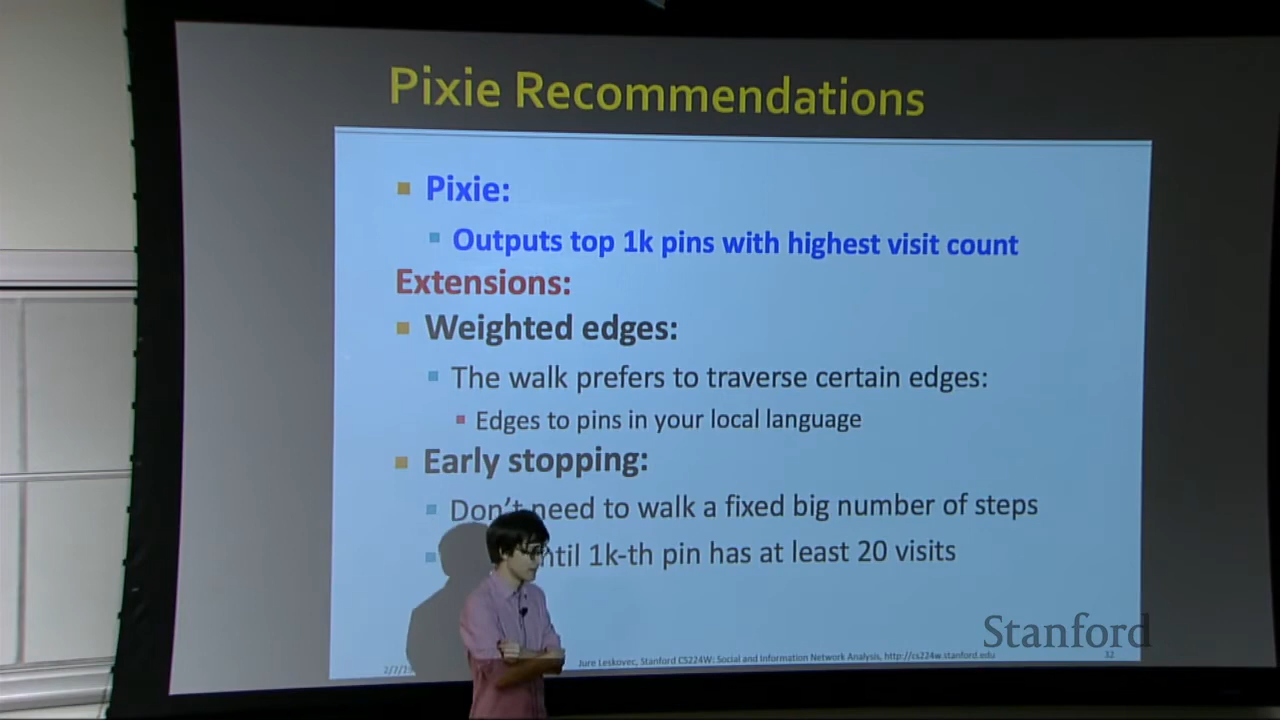 Pixie Recommendations
Pixie:
Outputs top 1k pins with highest visit count
Extensions:
Weighted edges:
The walk prefers to traverse certain edges:
Edges to pins in your local language
Early stopping:
Don't need to walk a fixed big number of steps
until 1k-th pin has at least 20 visits
Stanford
Jure Leskovec, Stanford CS224W: Social and Information Network Analysis, http://cs224w.stanford.edu
32